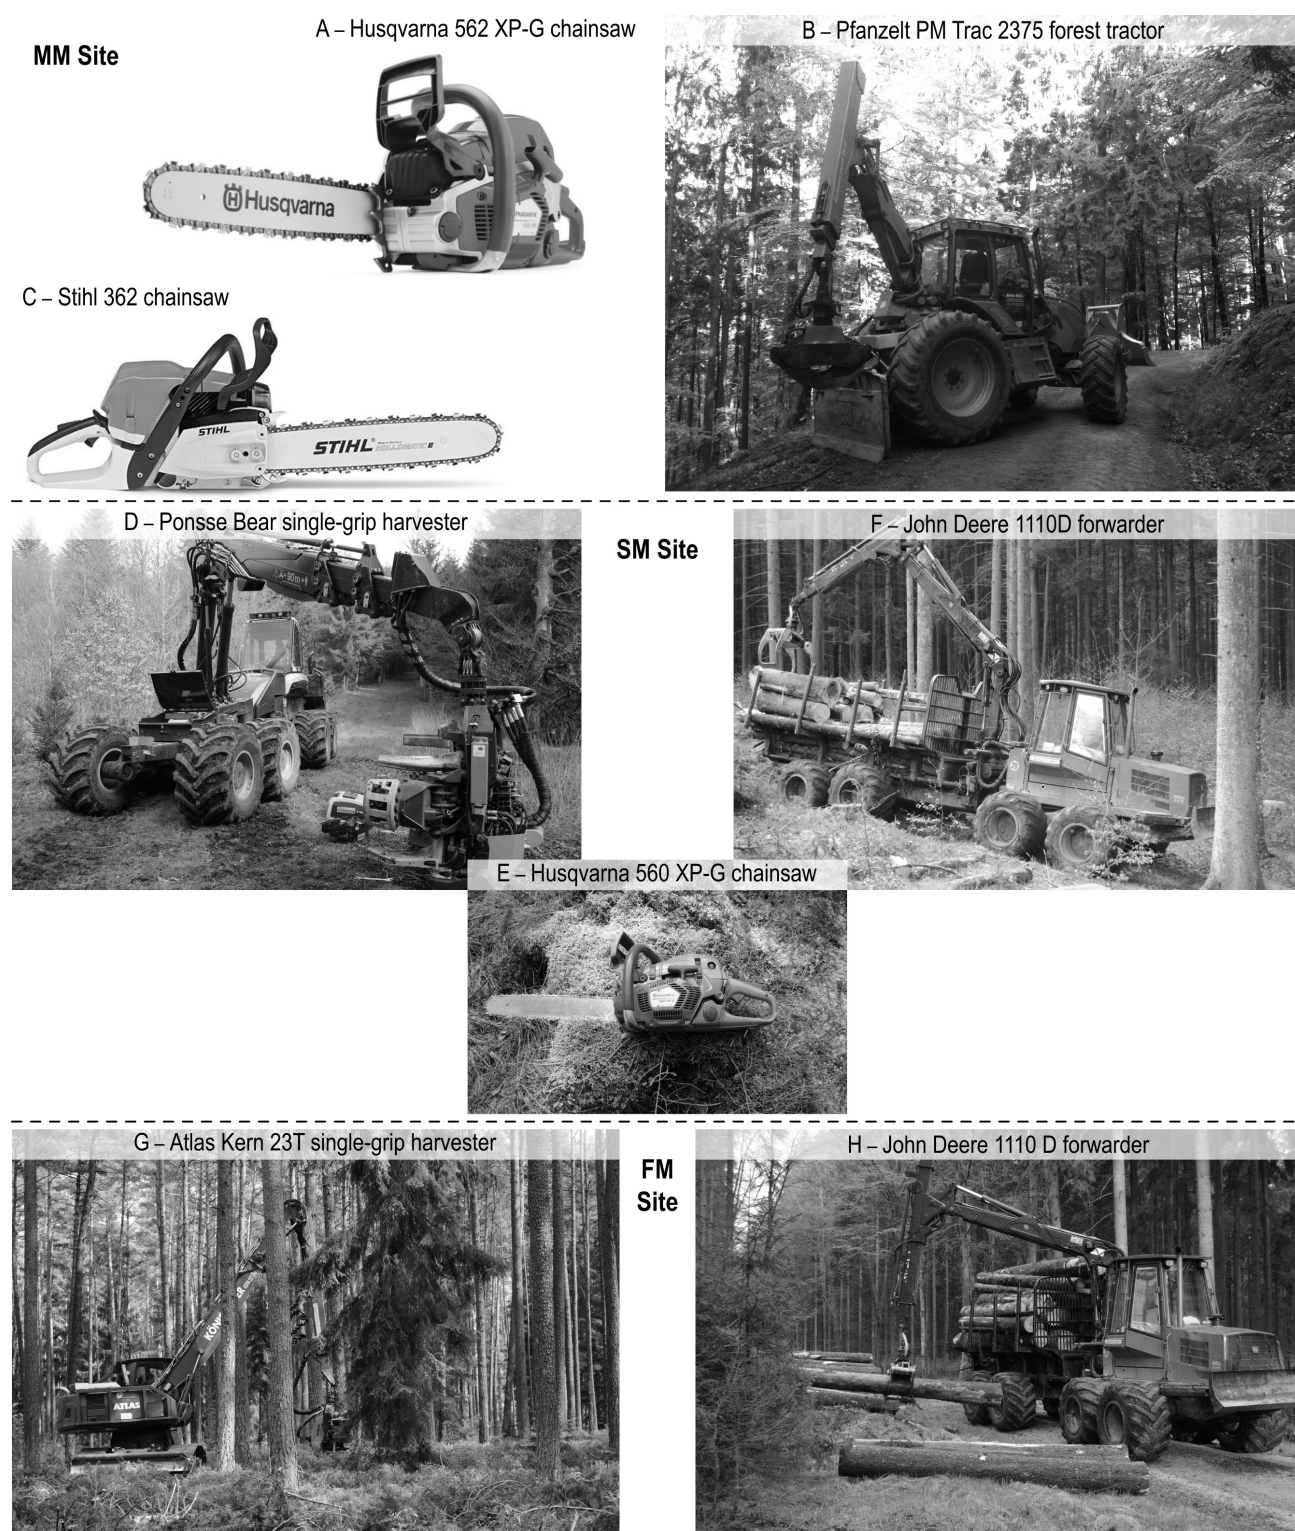 A – Husqvarna 562 XP-G chainsaw
B – Pfanzelt PM Trac 2375 forest tractor
MM Site
Husqvarna
Husqvarna
C – Stihl 362 chainsaw
STIHL
STIHL®
D – Ponsse Bear single-grip harvester
SM Site
F – John Deere 1110D forwarder
E – Husqvarna 560 XP-G chainsaw
G – Atlas Kern 23T single-grip harvester
FM
Site
H – John Deere 1110 D forwarder
ATLAS